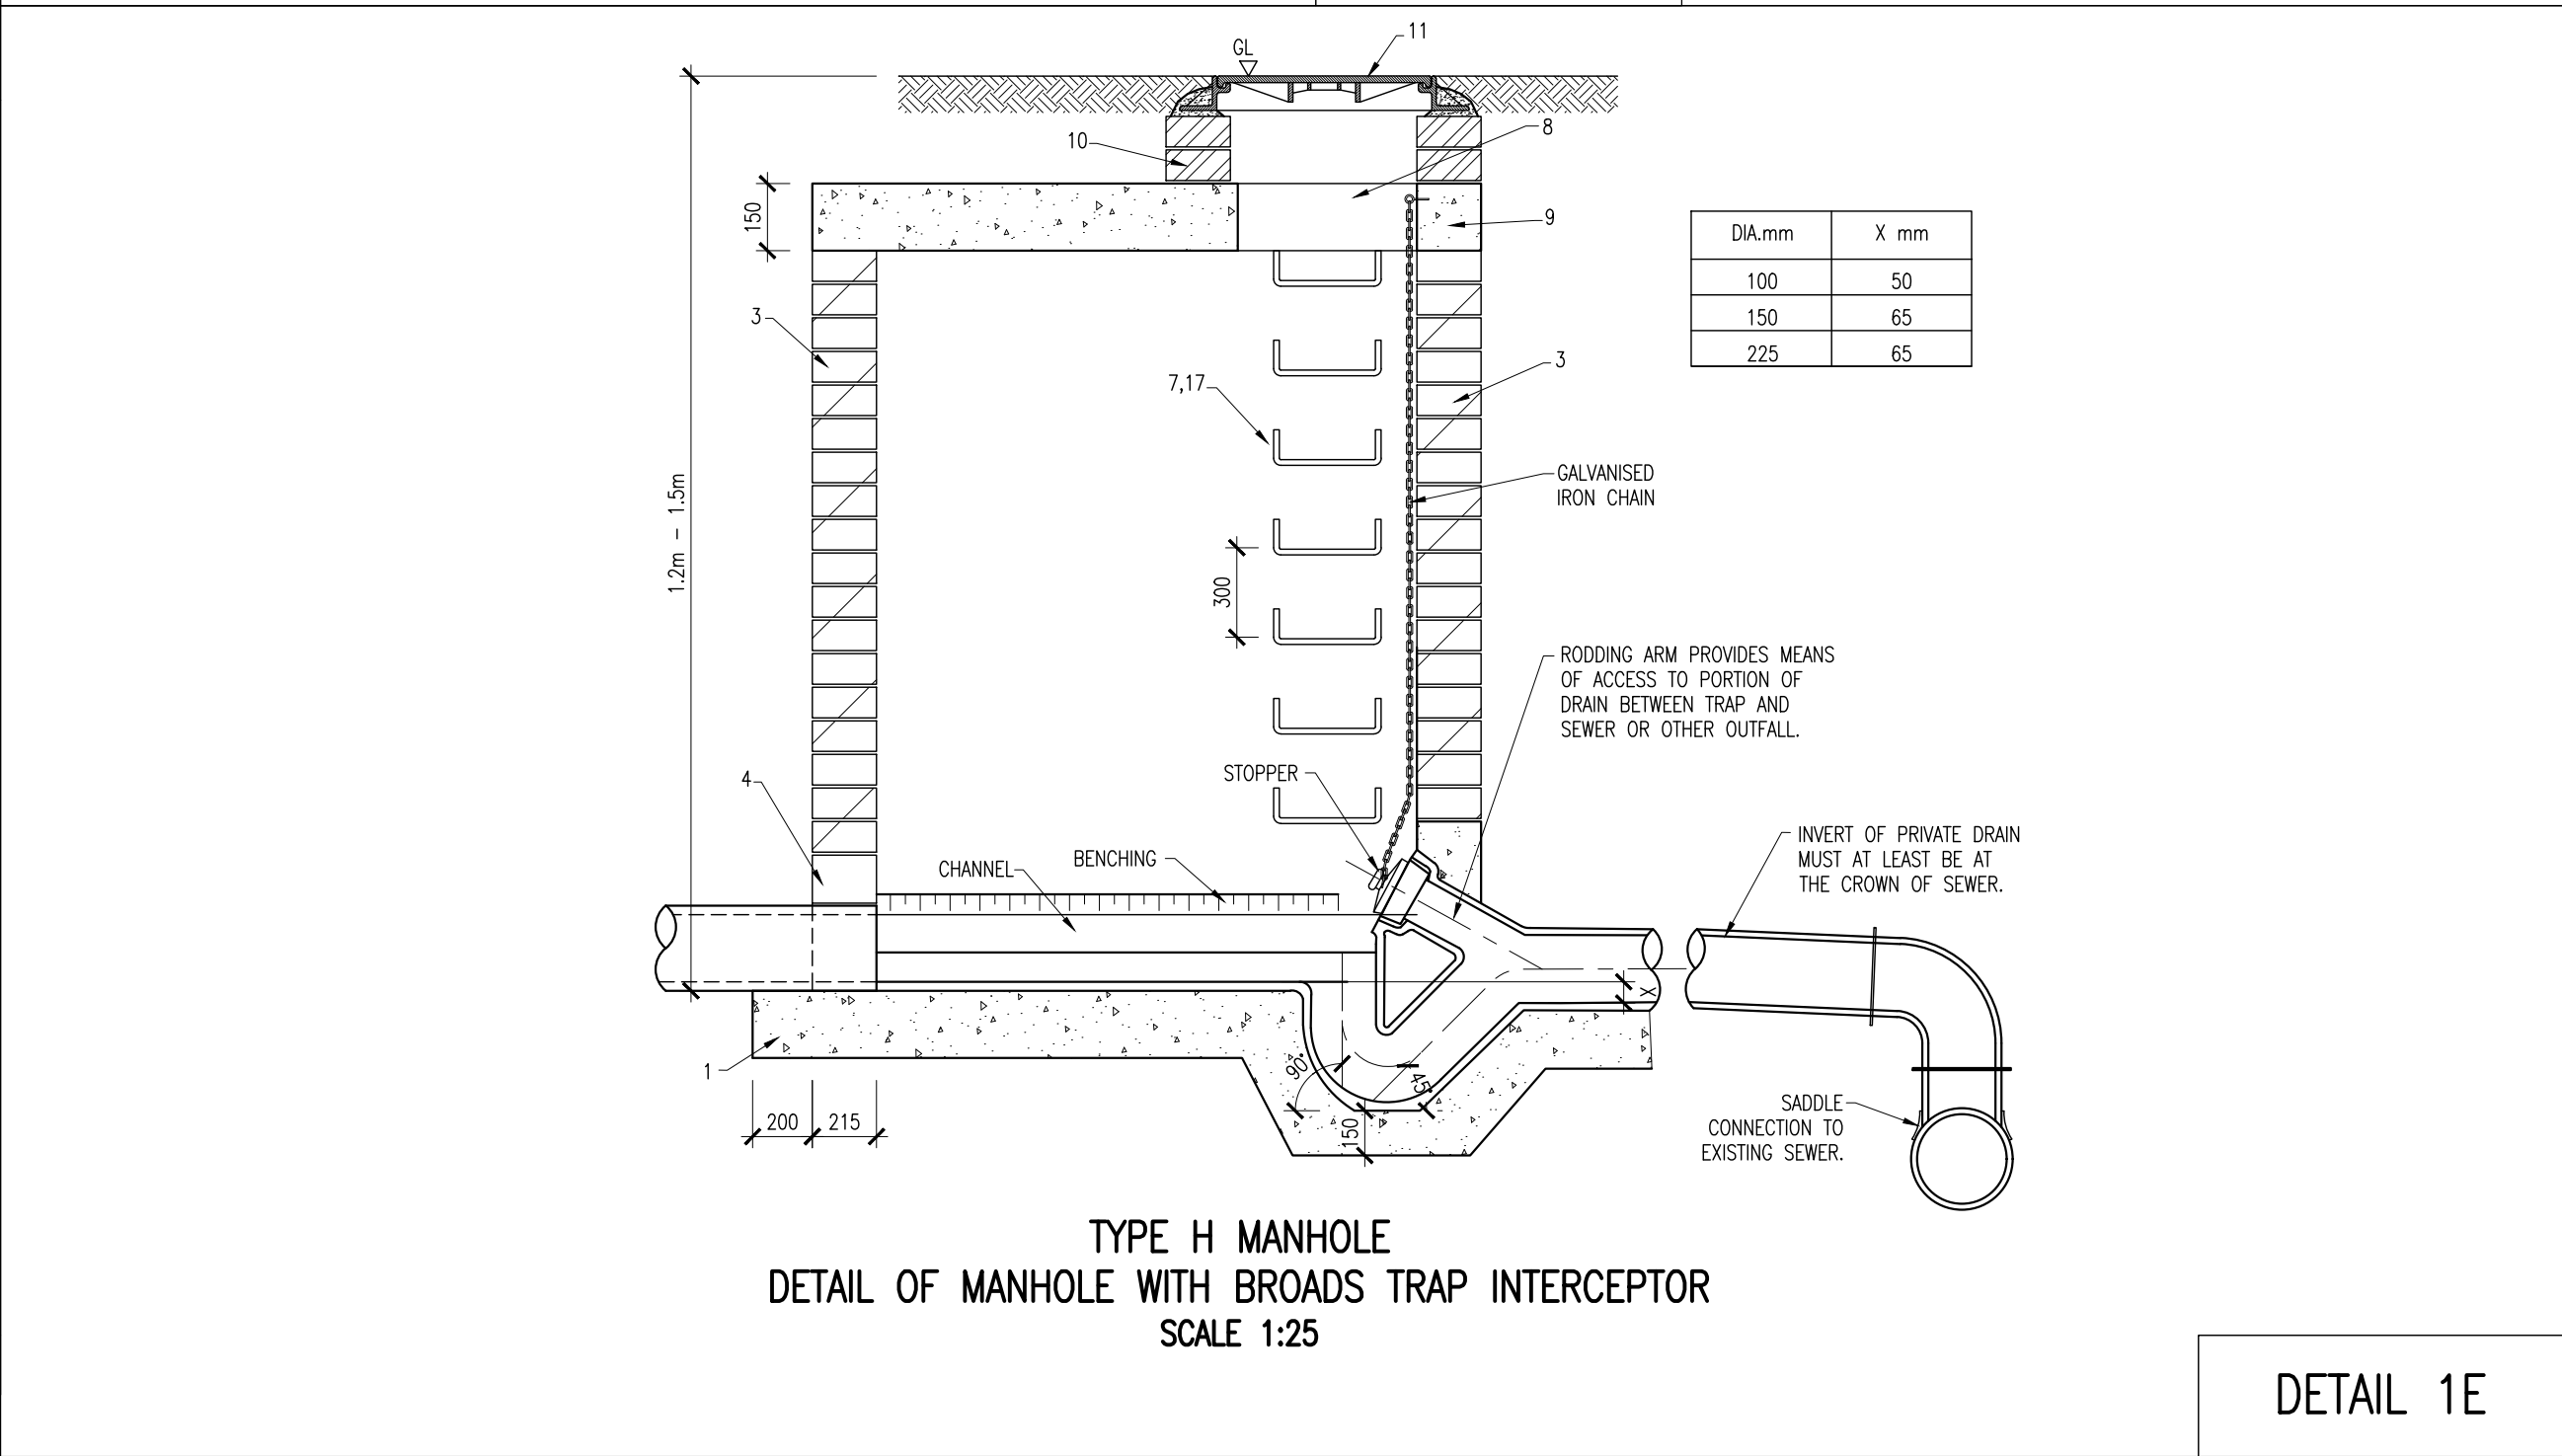 11
GL
8
10
9
150
DIA.mm X mm
100 50
150 65
225 65
3
3
7,17
GALVANISED
IRON CHAIN
1.2m - 1.5m
300
RODDING ARM PROVIDES MEANS
OF ACCESS TO PORTION OF
DRAIN BETWEEN TRAP AND
SEWER OR OTHER OUTFALL.
STOPPER
4
BENCHING
CHANNEL
INVERT OF PRIVATE DRAIN
MUST AT LEAST BE AT
THE CROWN OF SEWER.
X
1
90°
45°
200 215
150
SADDLE
CONNECTION TO
EXISTING SEWER.
TYPE H MANHOLE
DETAIL OF MANHOLE WITH BROADS TRAP INTERCEPTOR
SCALE 1:25
DETAIL 1E